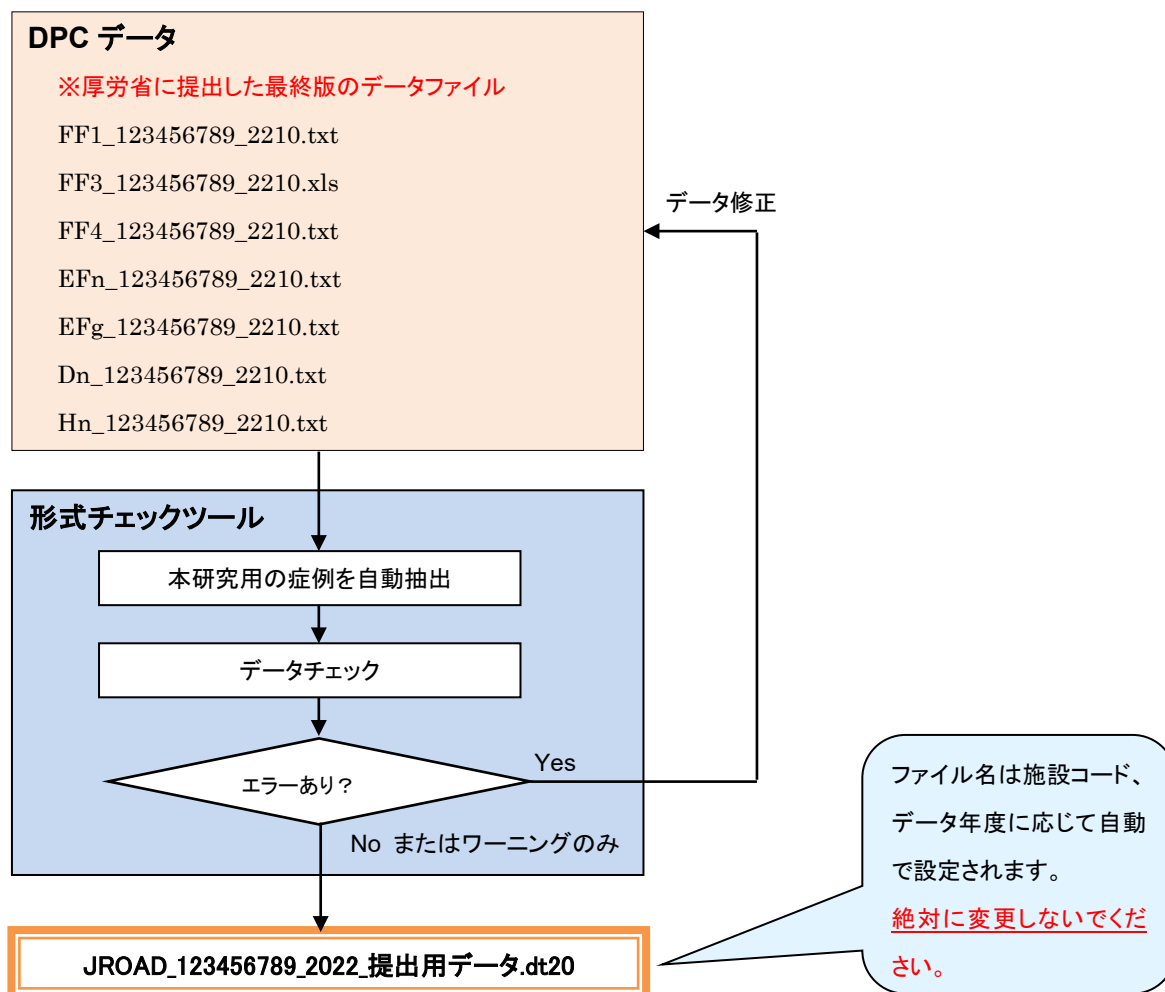 DPC データ
※厚労省に提出した最終版のデータファイル
FF1_123456789_2210.txt
FF3_123456789_2210.xls
FF4_123456789_2210.txt
EFn_123456789_2210.txt
EFg_123456789_2210.txt
Dn_123456789_2210.txt
Hn_123456789_2210.txt
データ修正
形式チェックツール
本研究用の症例を自動抽出
データチェック
エラーあり？
Yes
No またはワーニングのみ
JROAD_123456789_2022_提出用データ.dt20
ファイル名は施設コード、
データ年度に応じて自動
で設定されます。
絶対に変更しないでくだ
さい。